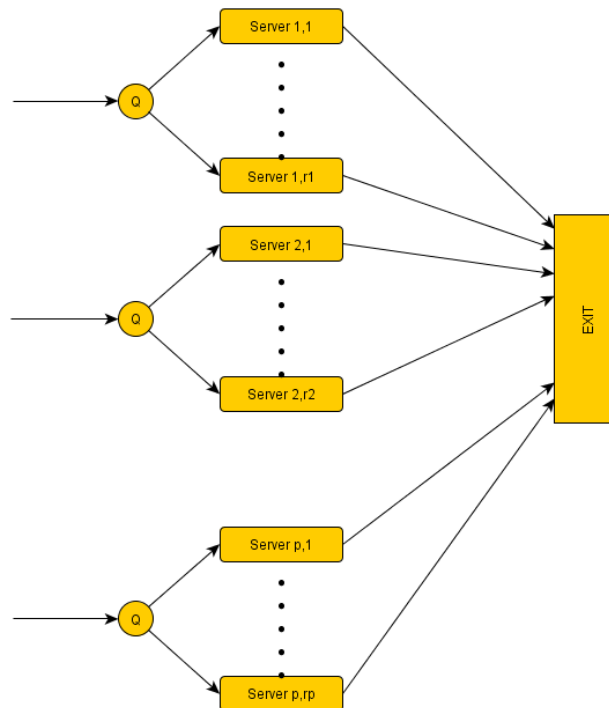 Server 1,1
Q
Server 1,r1
Server 2,1
Q
Server 2,r2
EXIT
Server p,1
Q
Server p,rp